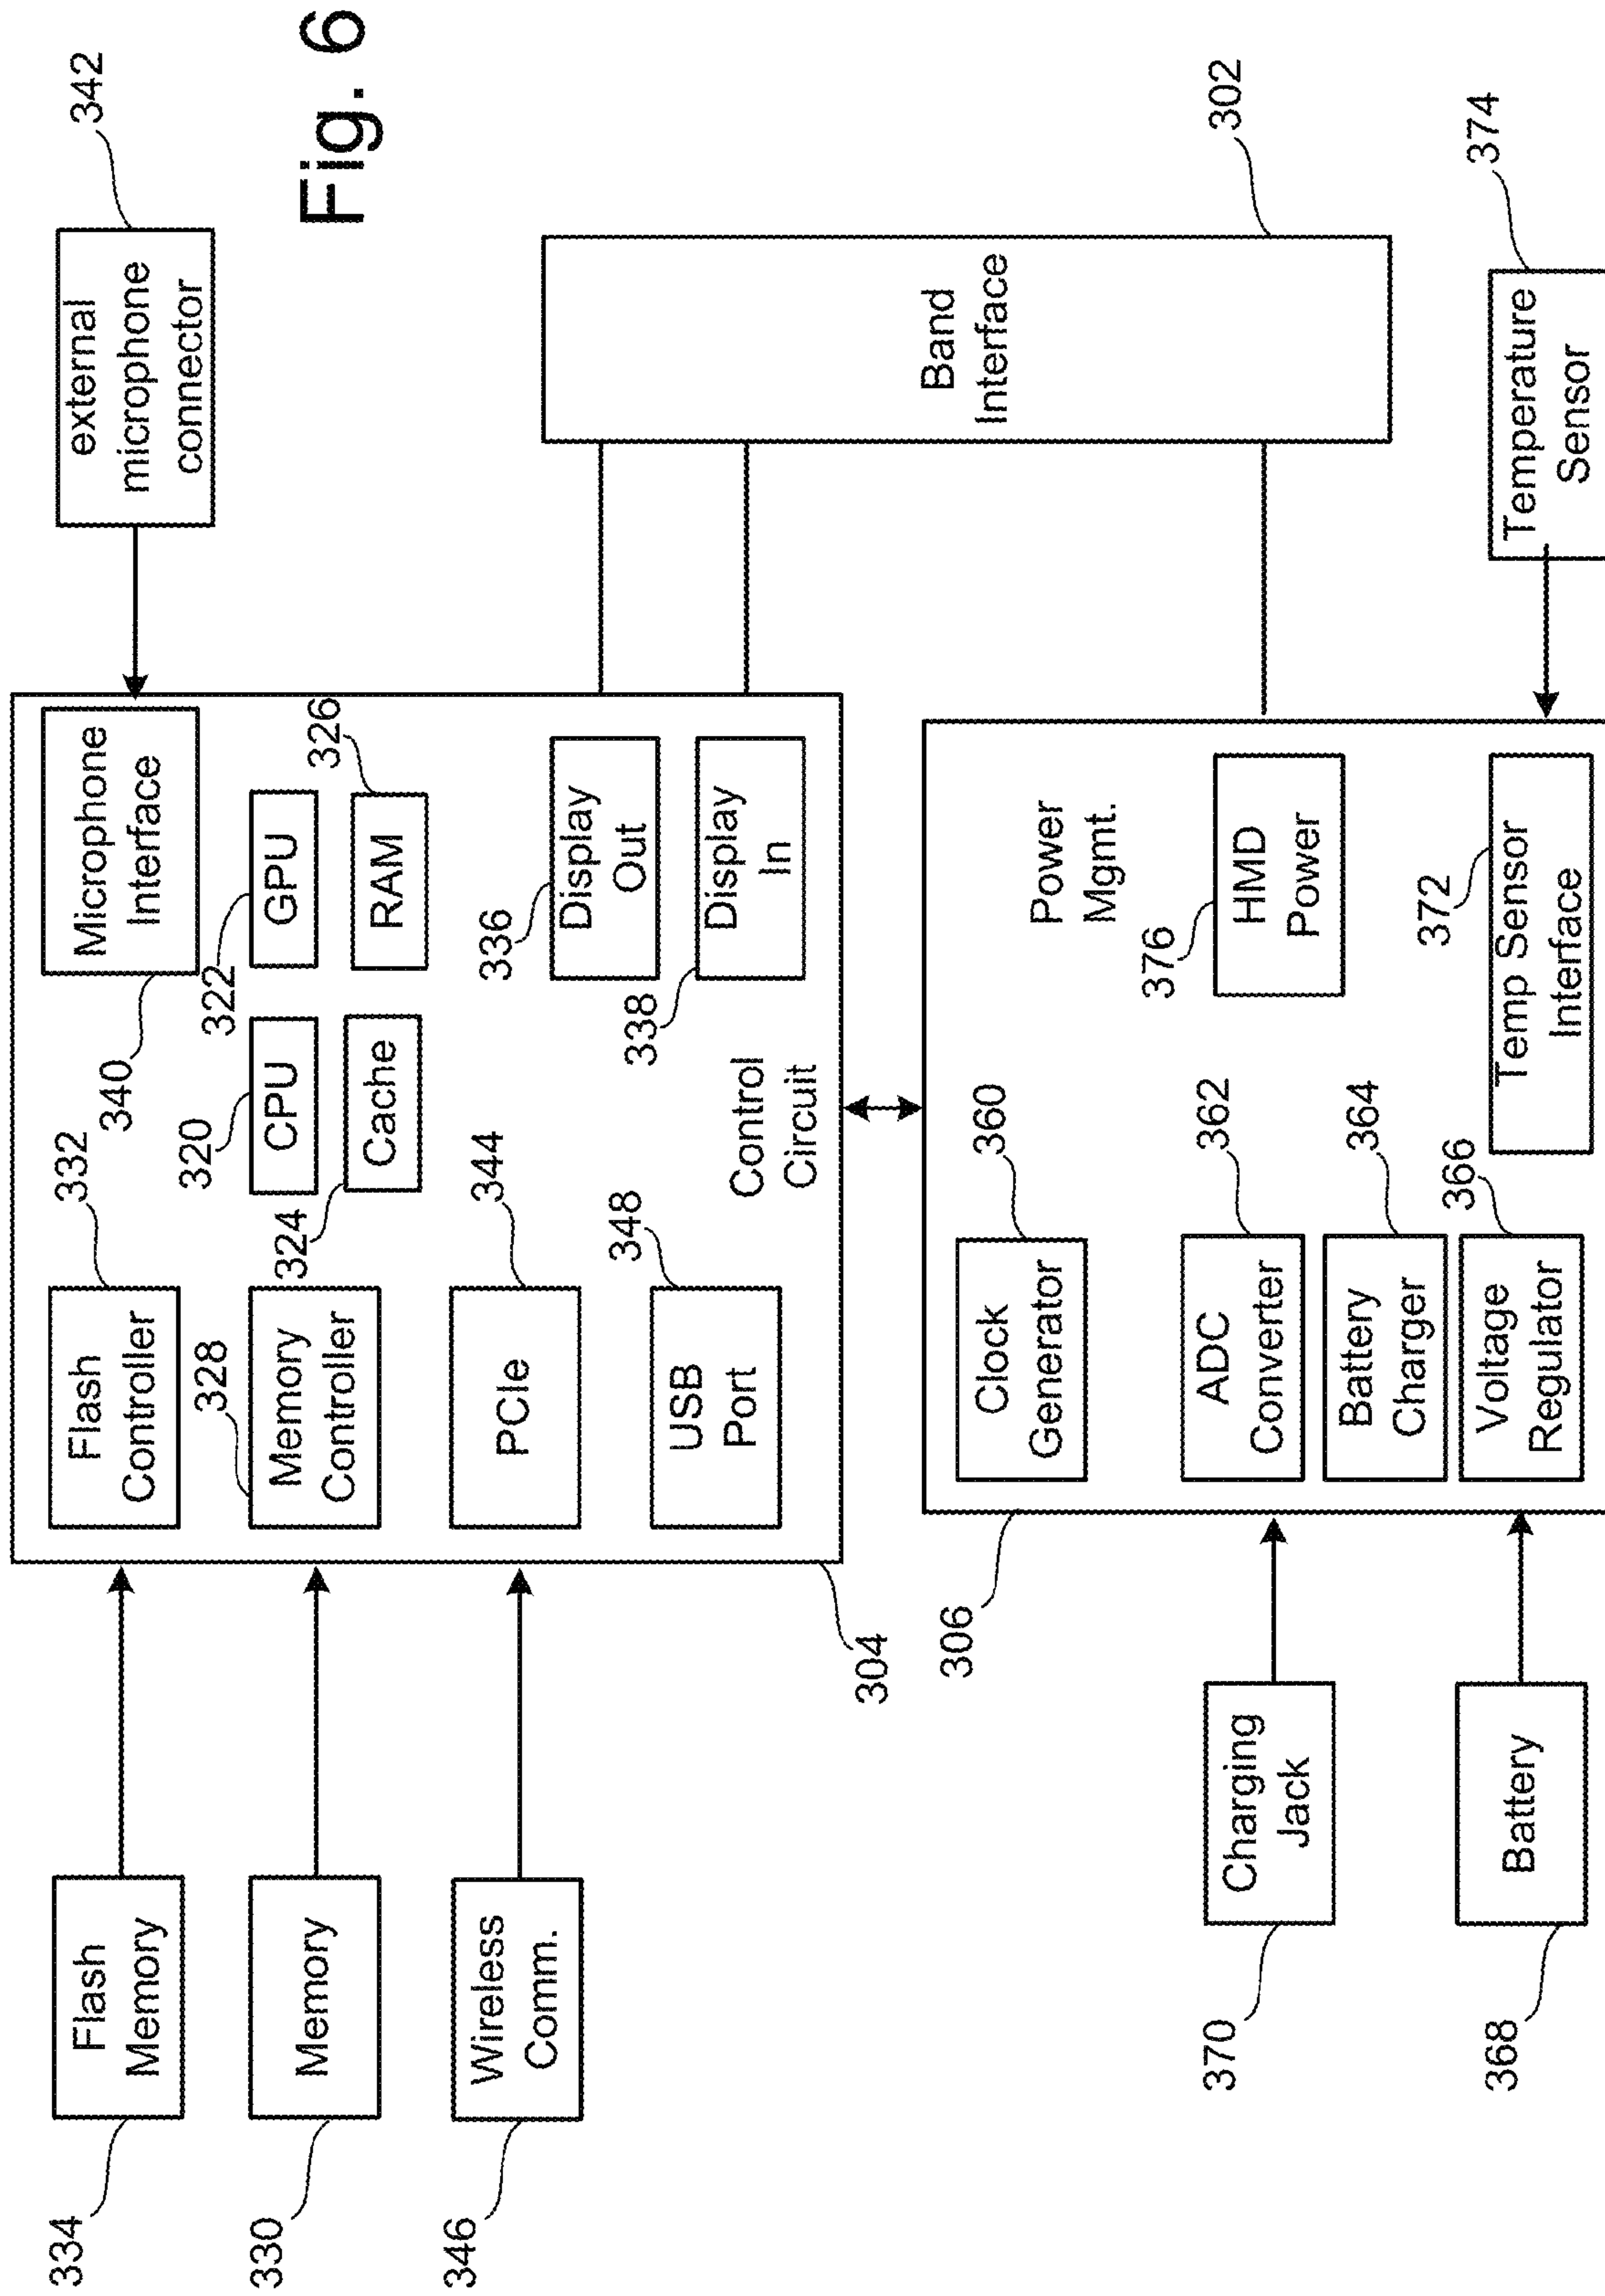 Fig. 6
334
Flash
Memory
330
Memory
346
Wireless
Comm.
332
Flash
Controller
328
Memory
Controller
344
PCIe
348
USB
Port
340
Microphone
Interface
320
CPU
322
GPU
324
Cache
326
RAM
336
Display
Out
338
Display
In
Control
Circuit
304
342
external
microphone
connector
Band
Interface
302
306
370
Charging
Jack
368
Battery
360
Clock
Generator
362
ADC
Converter
364
Battery
Charger
366
Voltage
Regulator
Power
Mgmt.
376
HMD
Power
372
Temp Sensor
Interface
374
Temperature
Sensor